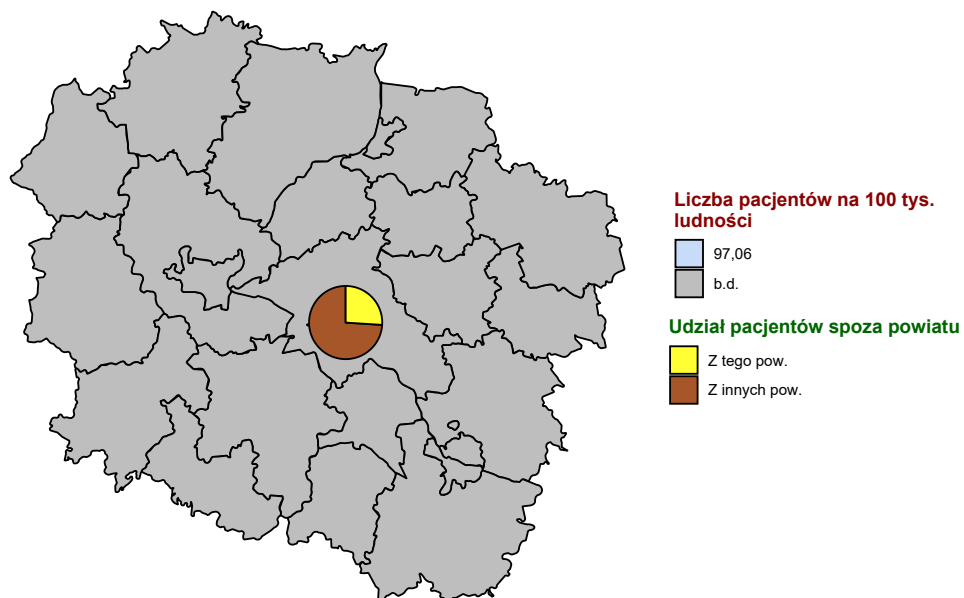 Liczba pacjentów na 100 tys.
ludności
97,06
b.d.
Udział pacjentów spoza powiatu
Z tego pow.
Z innych pow.